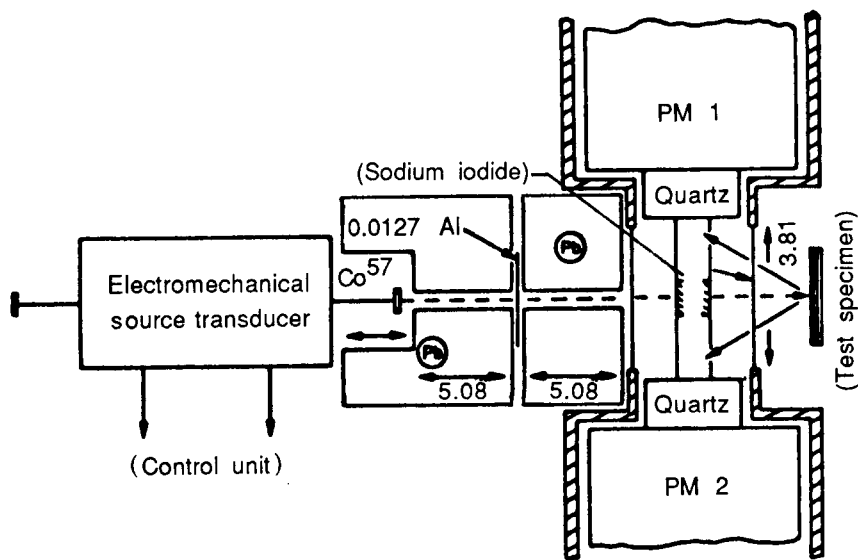 PM 1
(Sodium iodide)
Quartz
0.0127
Al
Pb
3.81
Co57
Electromechanical
source transducer
Pb
5.08
5.08
(Test specimen)
Quartz
(Control unit)
PM 2